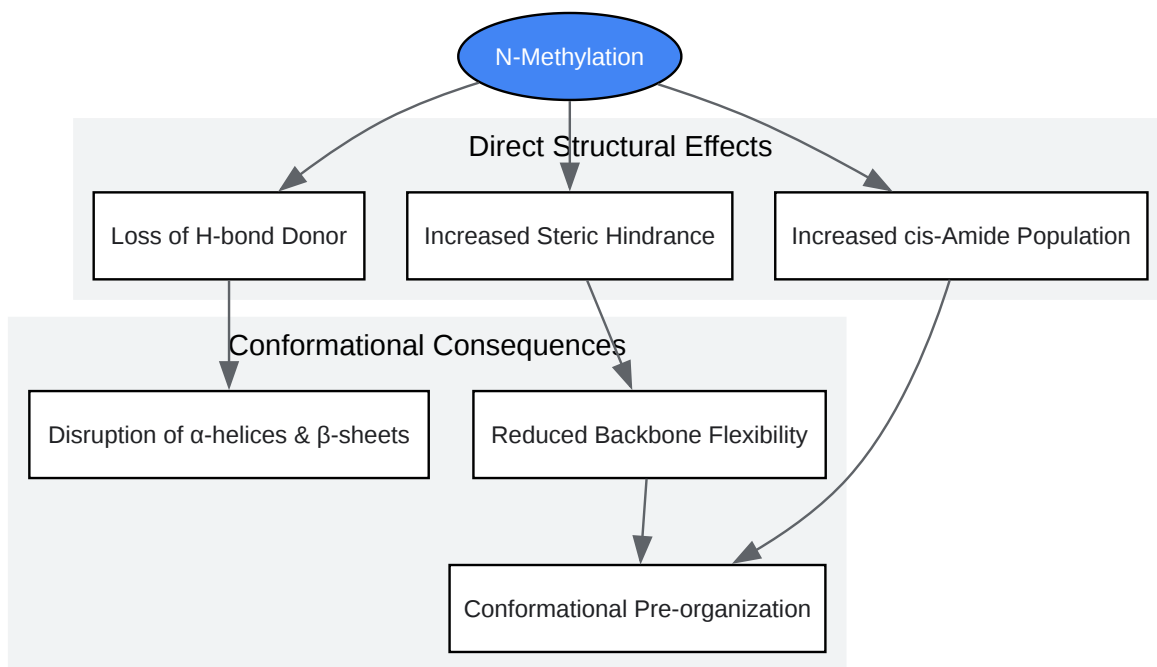 N-Methylation
Direct Structural Effects
Loss of H-bond Donor
Increased Steric Hindrance
Increased cis-Amide Population
Conformational Consequences
Disruption of α-helices & β-sheets
Reduced Backbone Flexibility
Conformational Pre-organization